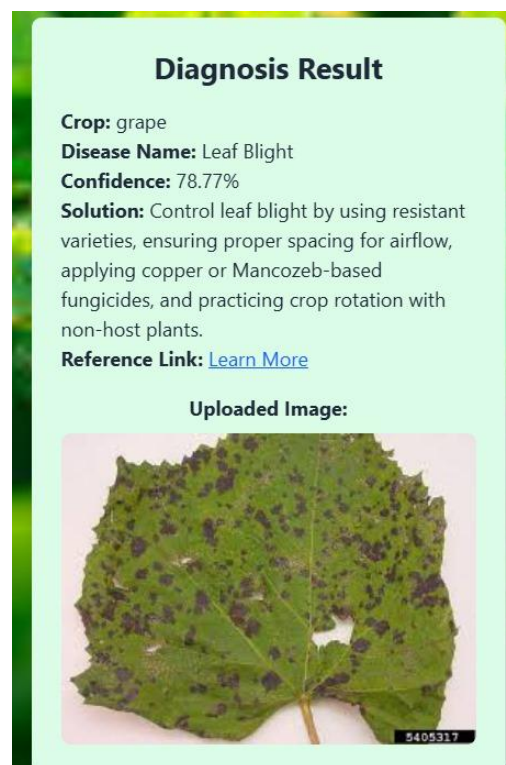 Diagnosis Result
Crop: grape
Disease Name: Leaf Blight
Confidence: 78.77%
Solution: Control leaf blight by using resistant
varieties, ensuring proper spacing for airflow,
applying copper or Mancozeb-based
fungicides, and practicing crop rotation with
non-host plants.
Reference Link: Learn More
Uploaded Image:
5405317